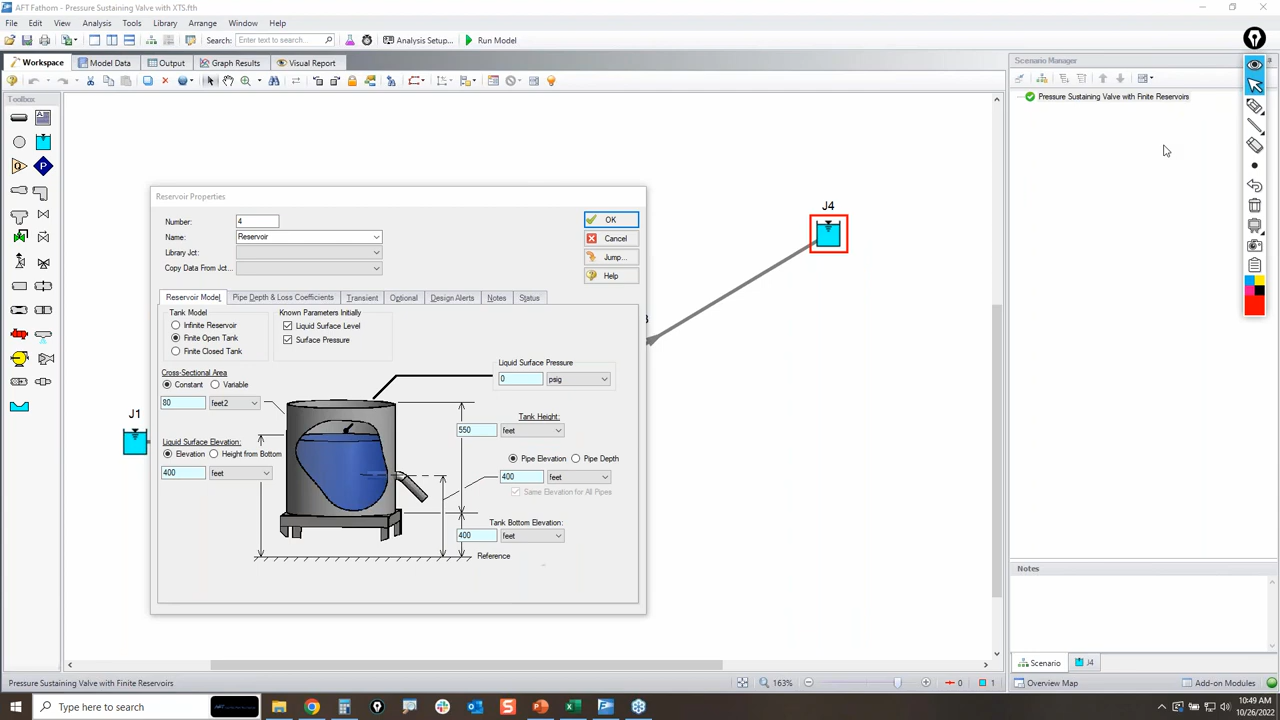 AFT Fathom - Pressure Sustaining Valve with XTS.fth
File Edit View Analysis Tools Library Arrange Window Help
Search: Enter text to search... Analysis Setup... Run Model
Workspace Model Data Output Graph Results Visual Report
Scenario Manager
Toolbox
Pressure Sustaining Valve with Finite Reservoirs
J4
J1
Reservoir Properties
Number: 4 OK
Name: Reservoir Cancel
Library Jct: Jump...
Copy Data From Jct... Help
Reservoir Model Pipe Depth & Loss Coefficients Transient Optional Design Alerts Notes Status
Tank Model Known Parameters Initially
Infinite Reservoir Liquid Surface Level
Finite Open Tank Surface Pressure
Finite Closed Tank
Liquid Surface Pressure
0 psig
Cross-Sectional Area
Constant Variable
80 feet2
Tank Height:
550 feet
Liquid Surface Elevation:
Elevation Height from Bottom
400 feet
Pipe Elevation Pipe Depth
400 feet
Same Elevation for All Pipes
Tank Bottom Elevation:
400 feet
Reference
Notes
Scenario J4
Pressure Sustaining Valve with Finite Reservoirs 163% 0 1 Overview Map Add-on Modules
Type here to search
10:49 AM
10/26/2022